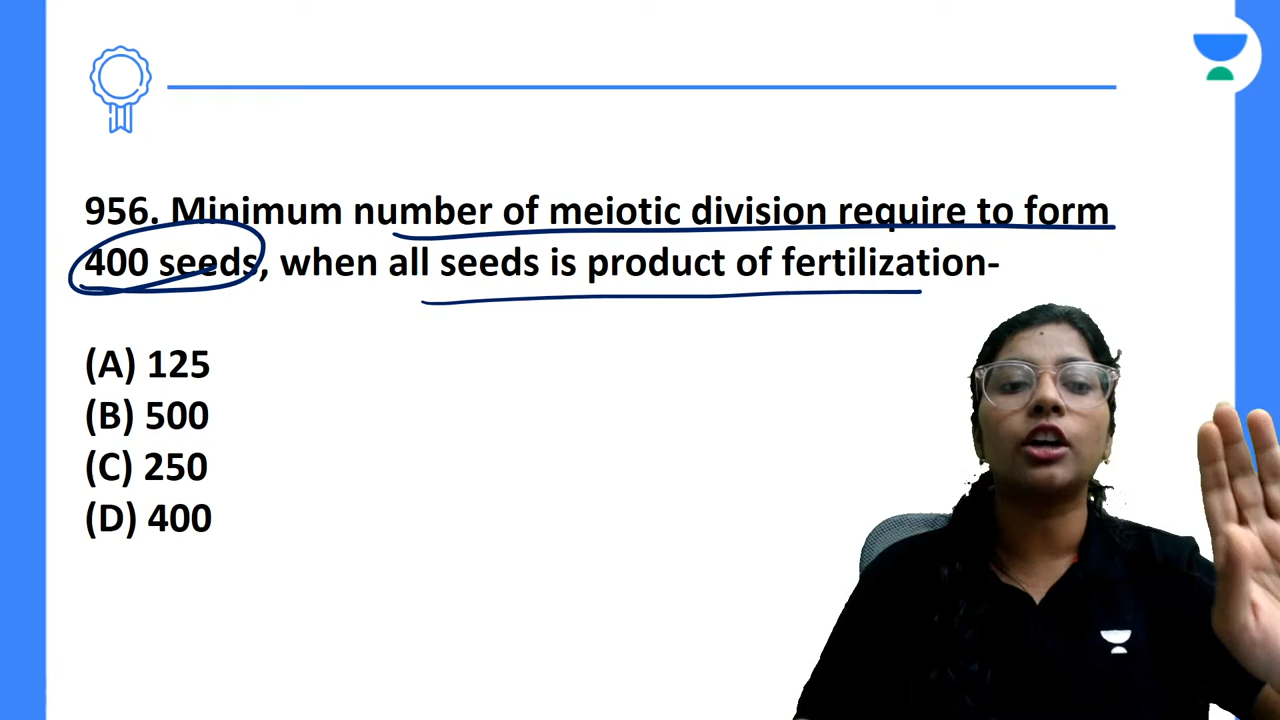 956. Minimum number of meiotic division require to form
400 seeds, when all seeds is product of fertilization-
(A) 125
(B) 500
(C) 250
(D) 400